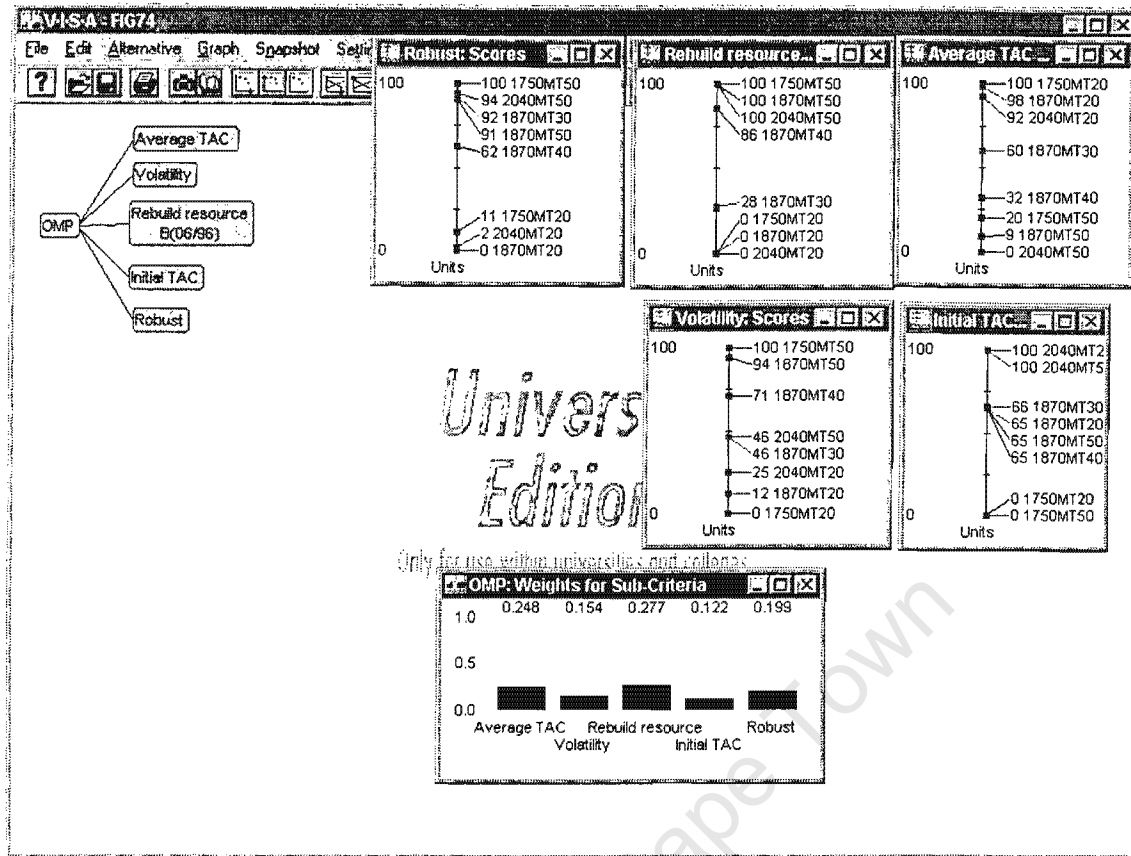 V·I·S·A - FIG74
File Edit Alternative Graph Snapshot
?
OMP
Average TAC
Volatility
Rebuild resource
B(06/96)
Initial TAC
Robust
Robust: Scores
100
100 1750MT50
94 2040MT50
92 1870MT30
91 1870MT50
62 1870MT40
11 1750MT20
2 2040MT20
0 1870MT20
0
Units
Rebuild resource...
100
100 1750MT50
100 1870MT50
100 2040MT50
86 1870MT40
28 1870MT30
0 1750MT20
0 1870MT20
0 2040MT20
0
Units
Average TAC ...
100
100 1750MT20
98 1870MT20
92 2040MT20
60 1870MT30
32 1870MT40
20 1750MT50
9 1870MT50
0 2040MT50
0
Units
Volatility: Scores
100
100 1750MT50
94 1870MT50
71 1870MT40
46 2040MT50
46 1870MT30
25 2040MT20
12 1870MT20
0 1750MT20
0
Units
Initial TAC...
100
100 2040MT2
100 2040MT5
66 1870MT30
65 1870MT20
65 1870MT50
65 1870MT40
0 1750MT20
0 1750MT50
0
Units
Univers
Edition
Only for use within universities and colleges
OMP: Weights for Sub-Criteria
0.248 0.154 0.277 0.122 0.199
1.0
0.5
0.0
Average TAC Rebuild resource Robust
Volatility Initial TAC
ape Town